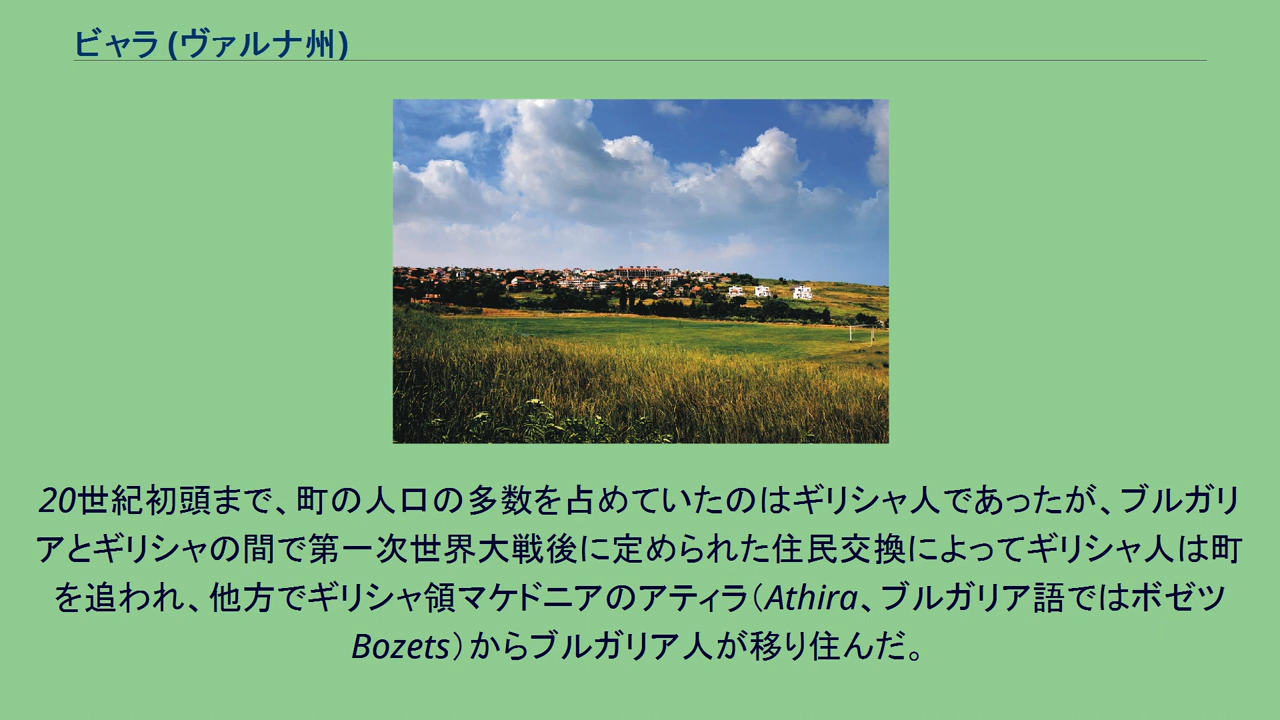 ビャラ (ヴァルナ州)
20世紀初頭まで、町の人口の多数を占めていたのはギリシャ人であったが、ブルガリ
アとギリシャの間で第一次世界大戦後に定められた住民交換によってギリシャ人は町
を追われ、他方でギリシャ領マケドニアのアティラ（Athira、ブルガリア語ではボゼツ
Bozets）からブルガリア人が移り住んだ。